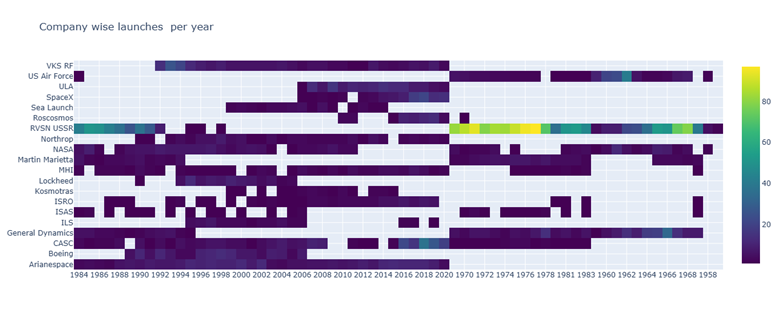 Company wise launches  per year
VKS RF
US Air Force
ULA
SpaceX
Sea Launch
Roscosmos
RVSN USSR
Northrop
NASA
Martin Marietta
MHI
Lockheed
Kosmotras
ISRO
ISAS
ILS
General Dynamics
CASC
Boeing
Arianespace
1984 1986 1988 1990 1992 1994 1996 1998 2000 2002 2004 2006 2008 2010 2012 2014 2016 2018 2020 1970 1972 1974 1976 1978 1981 1983 1960 1962 1964 1966 1968 1958
80
60
40
20